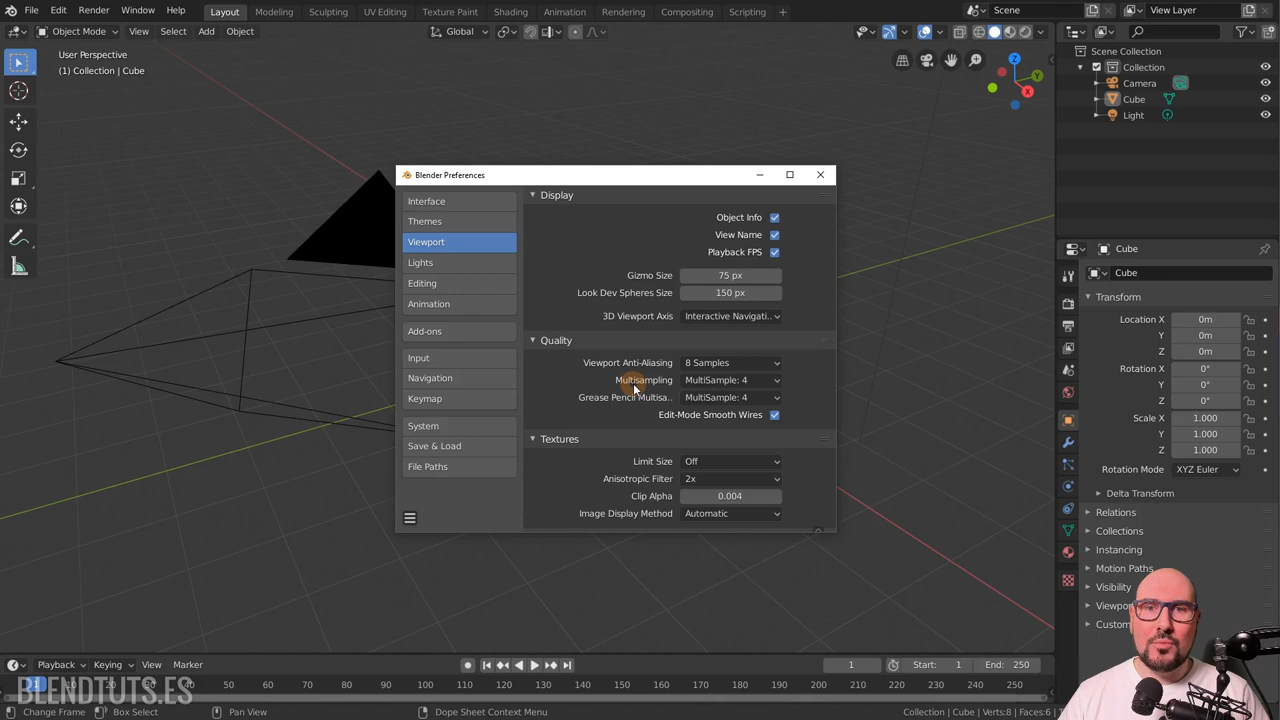 File Edit Render Window Help Layout Modeling Sculpting UV Editing Texture Paint Shading Animation Rendering Compositing Scripting + Scene View Layer
Object Mode View Select Add Object Global
User Perspective
(1) Collection | Cube
Z
Y
X
Scene Collection
Collection
Camera
Cube
Light
Blender Preferences
Interface
Themes
Viewport
Lights
Editing
Animation
Add-ons
Input
Navigation
Keymap
System
Save & Load
File Paths
Display
Object Info
View Name
Playback FPS
Gizmo Size 75 px
Look Dev Spheres Size 150 px
3D Viewport Axis Interactive Navigati..
Quality
Viewport Anti-Aliasing 8 Samples
Multisampling MultiSample: 4
Grease Pencil Multisa.. MultiSample: 4
Edit-Mode Smooth Wires
Textures
Limit Size Off
Anisotropic Filter 2x
Clip Alpha 0.004
Image Display Method Automatic
Cube
Cube
Transform
Location X 0m
Y 0m
Z 0m
Rotation X 0°
Y 0°
Z 0°
Scale X 1.000
Y 1.000
Z 1.000
Rotation Mode XYZ Euler
Delta Transform
Relations
Collections
Instancing
Motion Paths
Visibility
Viewpor
Custom
Playback Keying View Marker 1 Start: 1 End: 250
30 40 50 60 70 80 90 100 110 120 130 140 150 160 170 180 190 200 210 220 230 240 250
BLENDTUTS.ES
Change Frame Box Select Pan View Dope Sheet Context Menu Collection | Cube | Verts:8 | Faces:6 | T